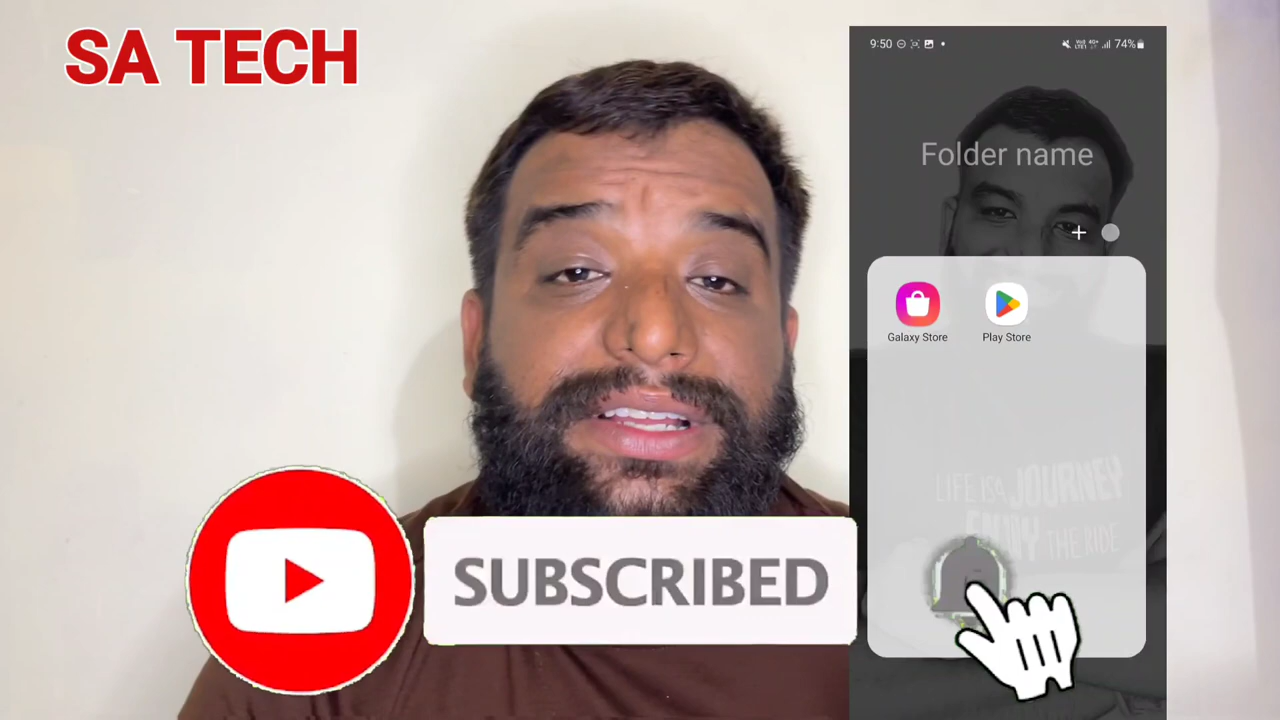 SA TECH
9:50
74%
Folder name
Galaxy Store
Play Store
LIFE IS A JOURNEY
ENJOY THE RIDE
SUBSCRIBED